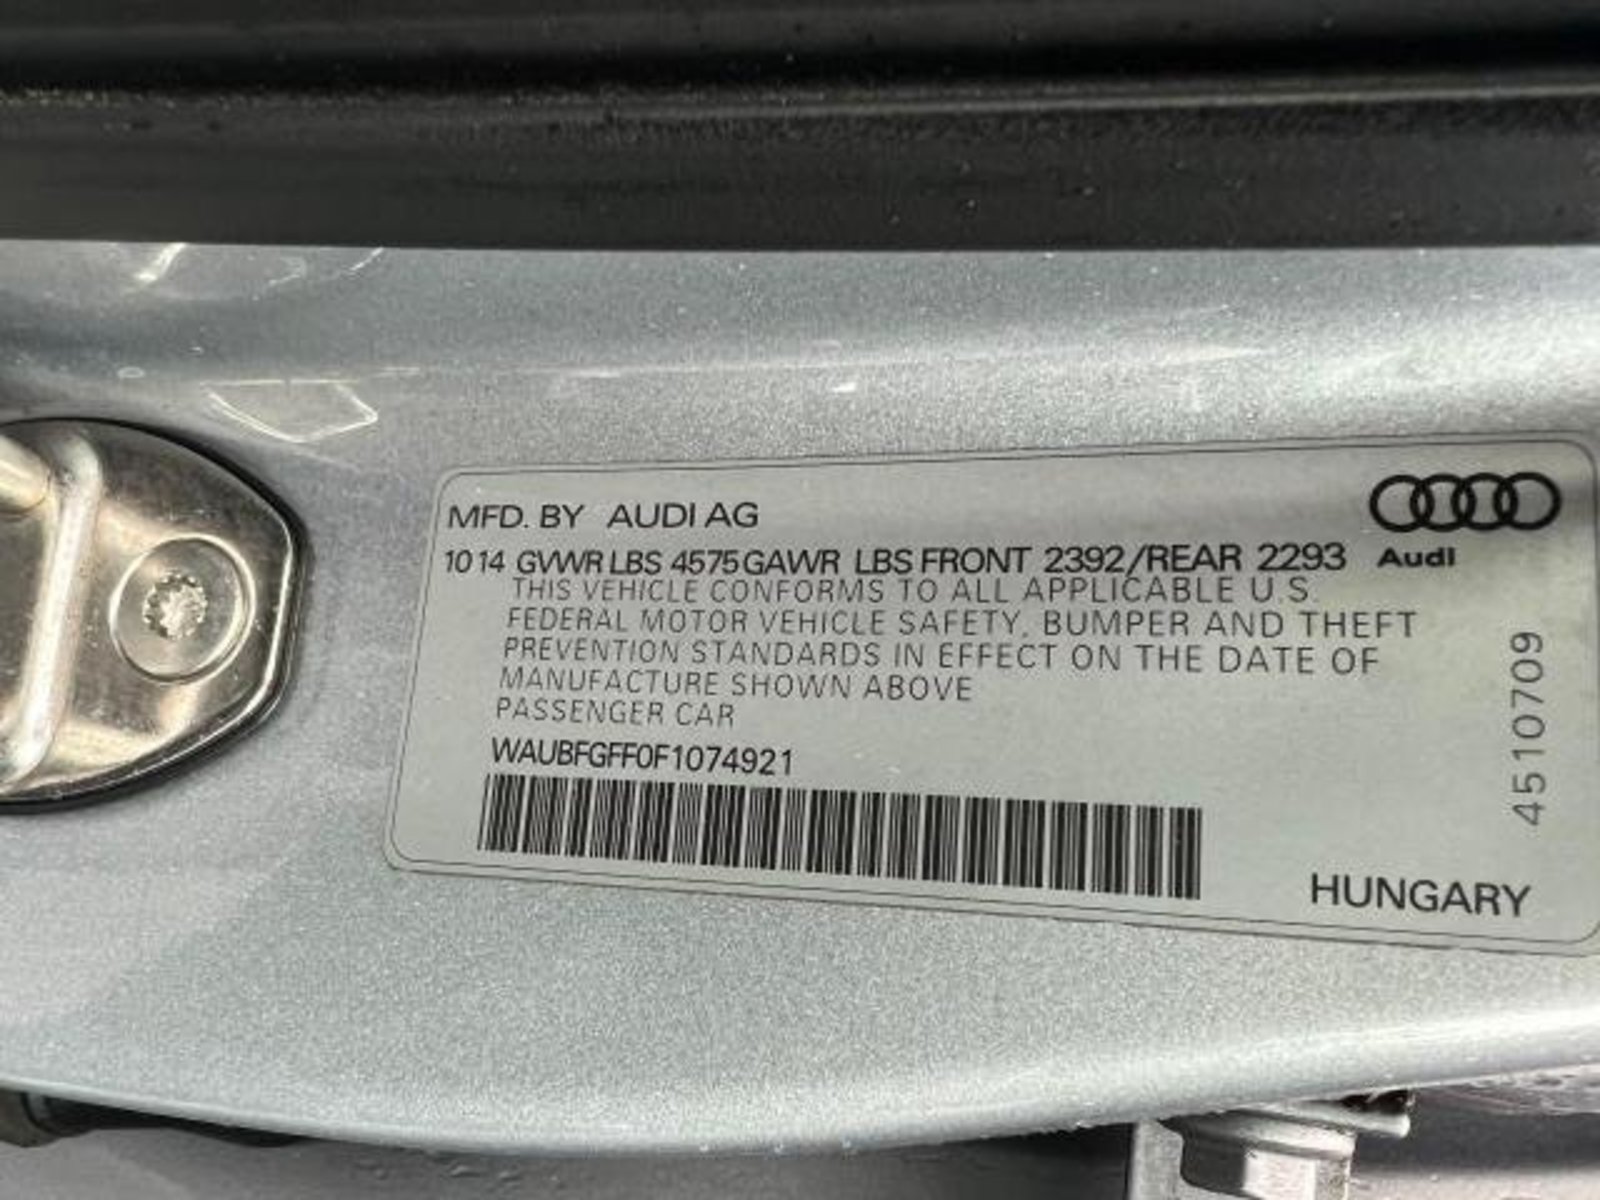 MFD. BY AUDI AG
10 14 GVWR LBS 4575 GAWR LBS FRONT 2392/REAR 2293
THIS VEHICLE CONFORMS TO ALL APPLICABLE U.S.
FEDERAL MOTOR VEHICLE SAFETY, BUMPER AND THEFT
PREVENTION STANDARDS IN EFFECT ON THE DATE OF
MANUFACTURE SHOWN ABOVE
PASSENGER CAR
WAUBFGFF0F1074921
Audi
4510709
HUNGARY